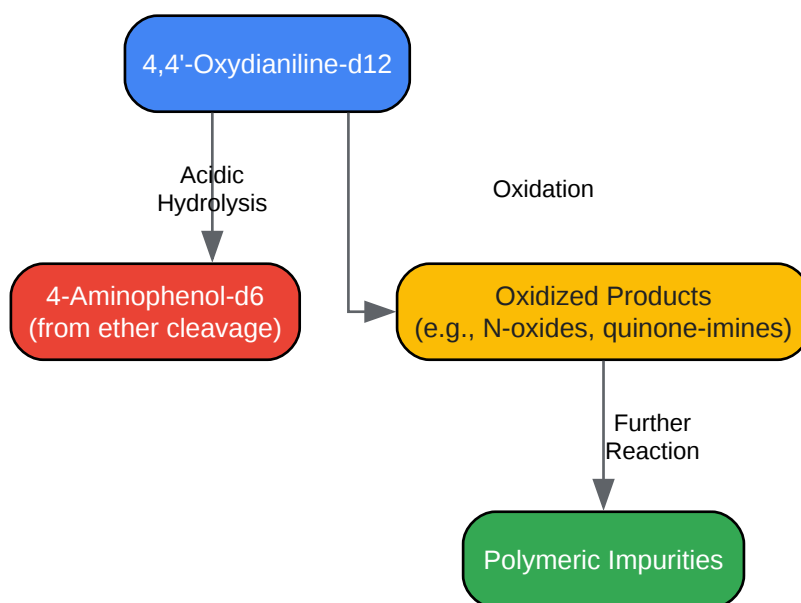 4,4'-Oxydianiline-d12
Acidic
Hydrolysis
Oxidation
4-Aminophenol-d6
(from ether cleavage)
Oxidized Products
(e.g., N-oxides, quinone-imines)
Further
Reaction
Polymeric Impurities